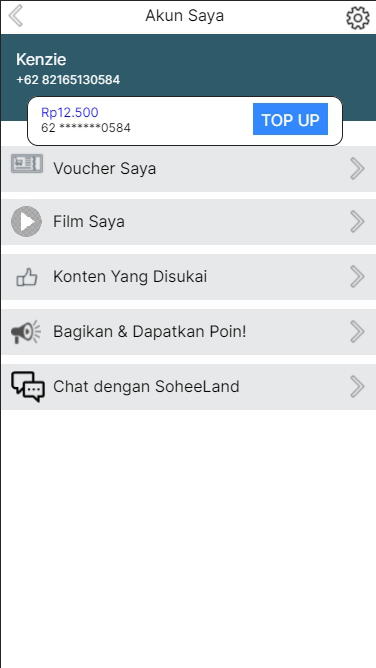 Akun Saya
Kenzie
+62 82165130584
Rp12.500
62 *******0584
TOP UP
Voucher Saya
Film Saya
Konten Yang Disukai
Bagikan & Dapatkan Poin!
Chat dengan SoheeLand